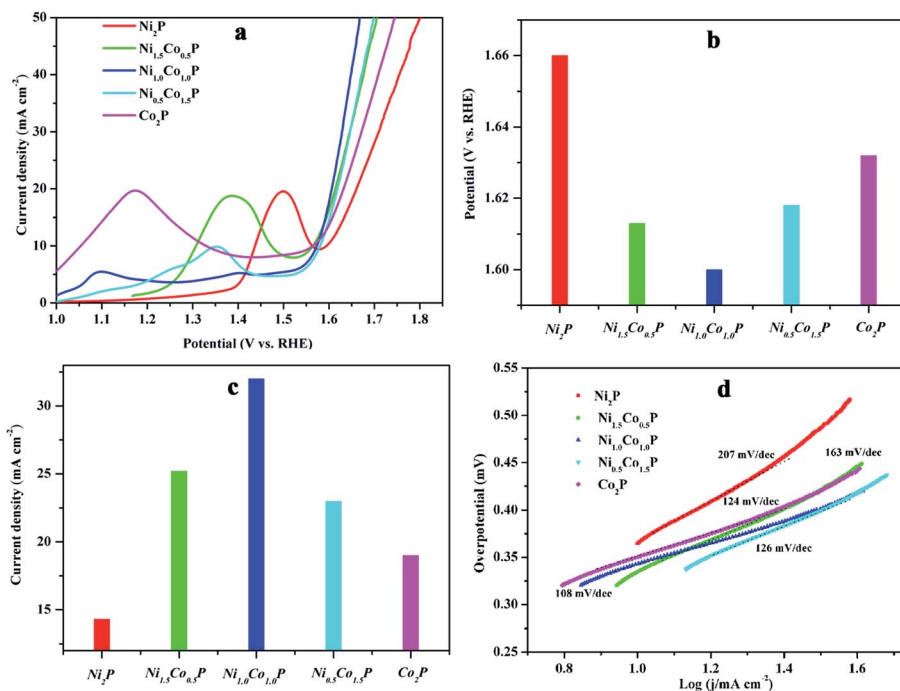 a
Ni₂P
Ni₁.₅Co₀.₅P
Ni₁.₀Co₁.₀P
Ni₀.₅Co₁.₅P
Co₂P
Current density (mA cm⁻²)
50
40
30
20
10
0
1.0 1.1 1.2 1.3 1.4 1.5 1.6 1.7 1.8
Potential (V vs. RHE)
b
Potential (V vs. RHE)
1.66
1.64
1.62
1.60
Ni₂P Ni₁.₅Co₀.₅P Ni₁.₀Co₁.₀P Ni₀.₅Co₁.₅P Co₂P
c
Current density (mA cm⁻²)
30
25
20
15
Ni₂P Ni₁.₅Co₀.₅P Ni₁.₀Co₁.₀P Ni₀.₅Co₁.₅P Co₂P
d
Ni₂P
Ni₁.₅Co₀.₅P
Ni₁.₀Co₁.₀P
Ni₀.₅Co₁.₅P
Co₂P
Overpotential (mV)
0.55
0.50
0.45
0.40
0.35
0.30
0.25
207 mV/dec
163 mV/dec
124 mV/dec
126 mV/dec
108 mV/dec
0.8 1.0 1.2 1.4 1.6
Log (j/mA cm⁻²)